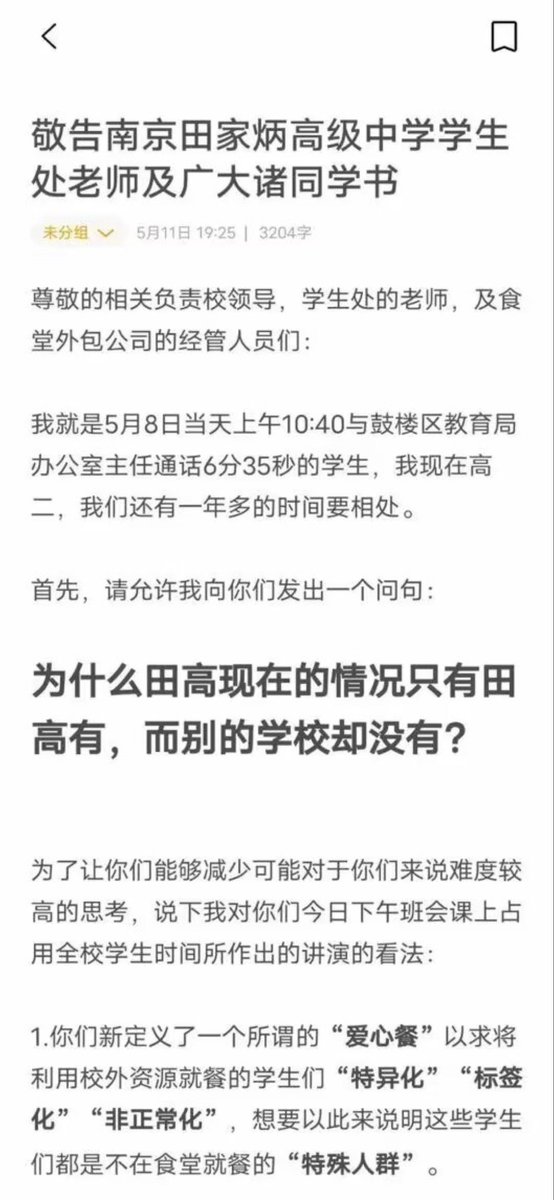 敬告南京田家炳高级中学学生
处老师及广大诸同学书
未分组 5月11日 19:25 | 3204字
尊敬的相关负责校领导，学生处的老师，及食
堂外包公司的经管人员们：
我就是5月8日当天上午10:40与鼓楼区教育局
办公室主任通话6分35秒的学生，我现在高
二，我们还有一年多的时间要相处。
首先，请允许我向你们发出一个问句：
为什么田高现在的情况只有田
高有，而别的学校却没有？
为了让你们能够减少可能对于你们来说难度较
高的思考，说下我对你们今日下午班会课上占
用全校学生时间所作出的讲演的看法：
1.你们新定义了一个所谓的“爱心餐”以求将
利用校外资源就餐的学生们“特异化”“标签
化”“非正常化”，想要以此来说明这些学生
们都是不在食堂就餐的“特殊人群”。